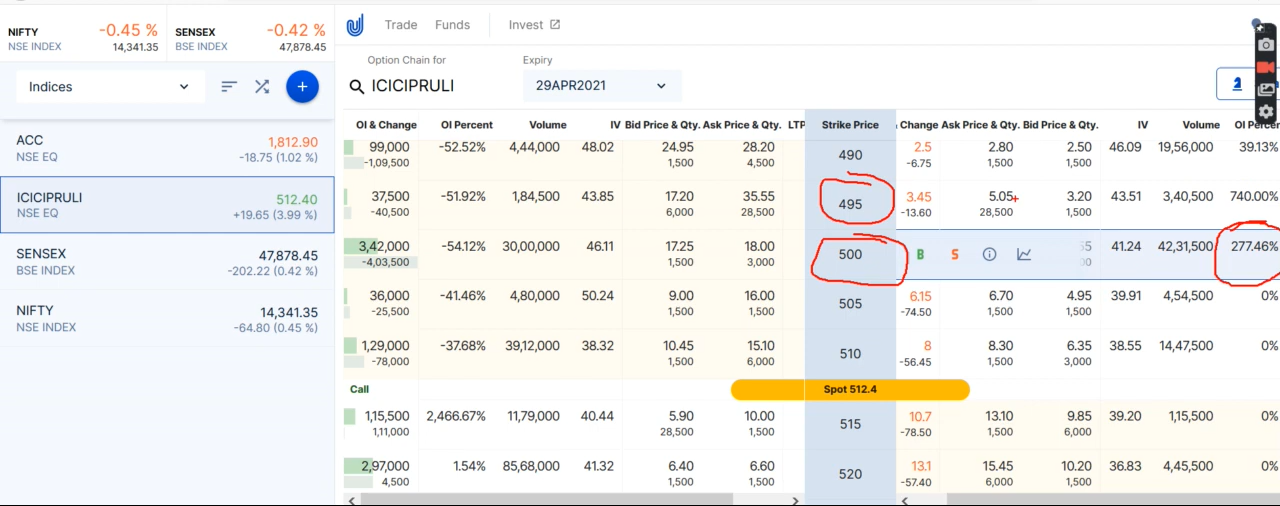 NIFTY -0.45 % SENSEX -0.42 %
NSE INDEX 14,341.35 BSE INDEX 47,878.45
Trade Funds Invest
Option Chain for Expiry
Indices ICICIPRULI 29APR2021
OI & Change OI Percent Volume IV Bid Price & Qty. Ask Price & Qty. LTP Strike Price Change Ask Price & Qty. Bid Price & Qty. IV Volume OI Percent
ACC 1,812.90
NSE EQ -18.75 (1.02 %)
ICICIPRULI 512.40
NSE EQ +19.65 (3.99 %)
SENSEX 47,878.45
BSE INDEX -202.22 (0.42 %)
NIFTY 14,341.35
NSE INDEX -64.80 (0.45 %)
99,000 -52.52% 4,44,000 48.02 24.95 28.20 490 2.5 2.80 2.50 46.09 19,56,000 39.13%
-1,09,500 1,500 4,500 -6.75 1,500 1,500
37,500 -51.92% 1,84,500 43.85 17.20 35.55 495 3.45 5.05 3.20 43.51 3,40,500 740.00%
-40,500 6,000 28,500 -13.60 28,500 1,500
3,42,000 -54.12% 30,00,000 46.11 17.25 18.00 500 B S 41.24 42,31,500 277.46%
-4,03,500 1,500 3,000
36,000 -41.46% 4,80,000 50.24 9.00 16.00 505 6.15 6.70 4.95 39.91 4,54,500 0%
-25,500 1,500 1,500 -74.50 1,500 1,500
1,29,000 -37.68% 39,12,000 38.32 10.45 15.10 510 8 8.30 6.35 38.55 14,47,500 0%
-78,000 1,500 6,000 -56.45 1,500 3,000
Call Spot 512.4
1,15,500 2,466.67% 11,79,000 40.44 5.90 10.00 515 10.7 13.10 9.85 39.20 1,15,500 0%
1,11,000 28,500 1,500 -78.50 1,500 6,000
2,97,000 1.54% 85,68,000 41.32 6.40 6.60 520 13.1 15.45 10.20 36.83 4,45,500 0%
4,500 1,500 1,500 -57.40 6,000 1,500